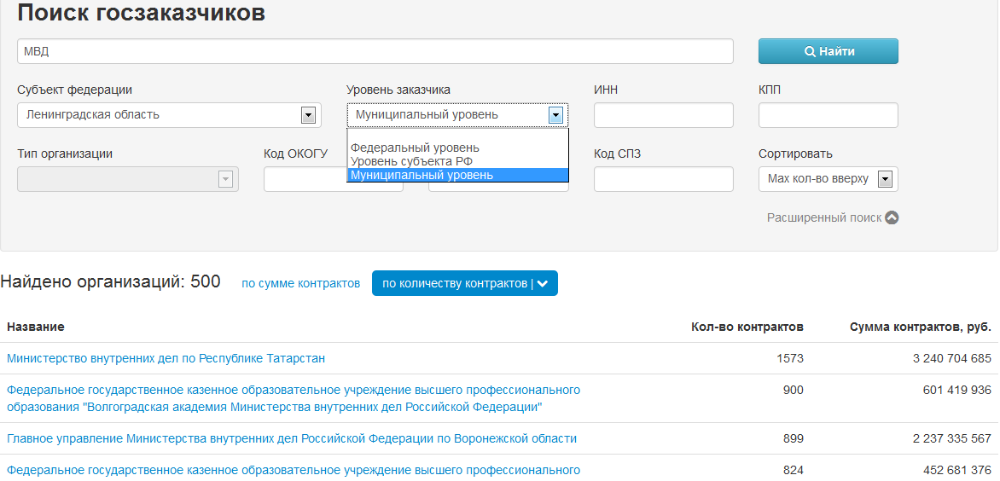 Поиск госзаказчиков
МВД
Найти
Субъект федерации
Уровень заказчика
ИНН
КПП
Ленинградская область
Муниципальный уровень
Федеральный уровень
Уровень субъекта РФ
Муниципальный уровень
Тип организации
Код ОКОГУ
Код СПЗ
Сортировать
Мах кол-во вверху
Расширенный поиск
Найдено организаций: 500
по сумме контрактов
по количеству контрактов |
Название
Кол-во контрактов
Сумма контрактов, руб.
Министерство внутренних дел по Республике Татарстан
1573
3 240 704 685
Федеральное государственное казенное образовательное учреждение высшего профессионального
образования "Волгоградская академия Министерства внутренних дел Российской Федерации"
900
601 419 936
Главное управление Министерства внутренних дел Российской Федерации по Воронежской области
899
2 237 335 567
Федеральное государственное казенное образовательное учреждение высшего профессионального
824
452 681 376